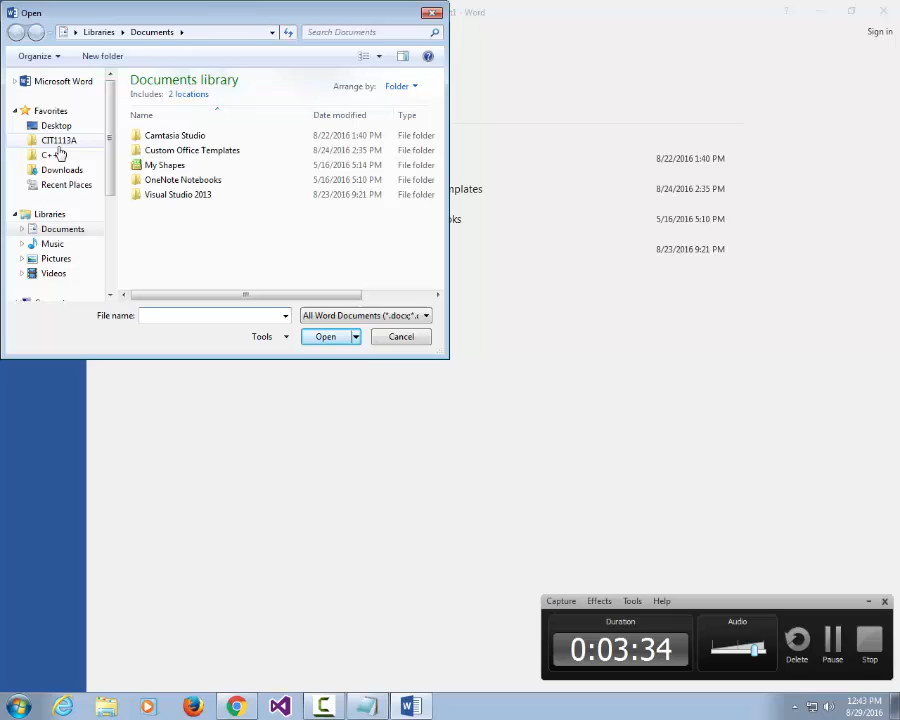 Open
- Word
Sign in
Libraries
Documents
Search Documents
Organize
New folder
Microsoft Word
Favorites
Desktop
CIT1113A
Downloads
Recent Places
Libraries
Documents
Music
Pictures
Videos
Documents library
Includes: 2 locations
Arrange by: Folder
Name Date modified Type
Camtasia Studio 8/22/2016 1:40 PM File folder
Custom Office Templates 8/24/2016 2:35 PM File folder
My Shapes 5/16/2016 5:14 PM File folder
OneNote Notebooks 5/16/2016 5:10 PM File folder
Visual Studio 2013 8/23/2016 9:21 PM File folder
File name:
All Word Documents (*.docx;*.c
Tools
Open
Cancel
8/22/2016 1:40 PM
mplates 8/24/2016 2:35 PM
oks 5/16/2016 5:10 PM
8/23/2016 9:21 PM
Capture Effects Tools Help
Duration
0:03:34
Audio
Delete
Pause
Stop
12:43 PM
8/29/2016